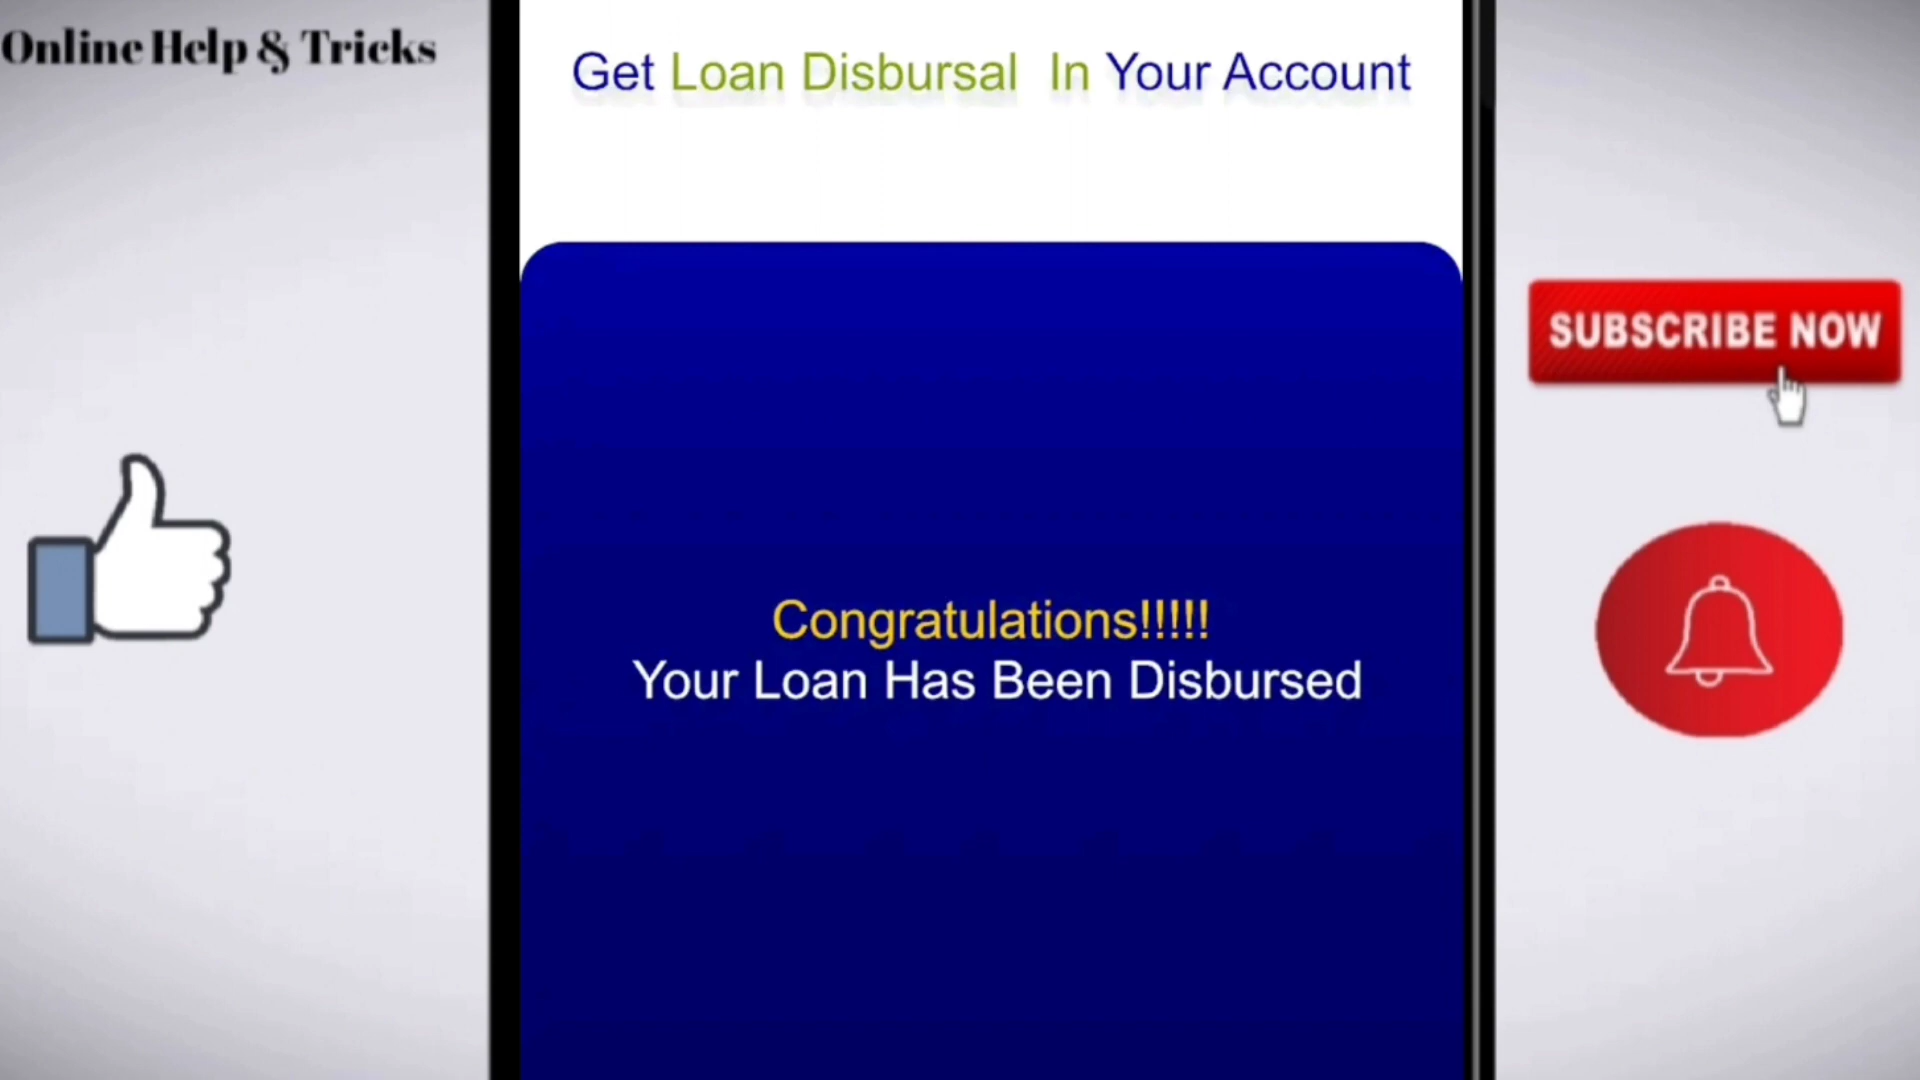 Online Help & Tricks
Get Loan Disbursal In Your Account
SUBSCRIBE NOW
Congratulations!!!!!
Your Loan Has Been Disbursed